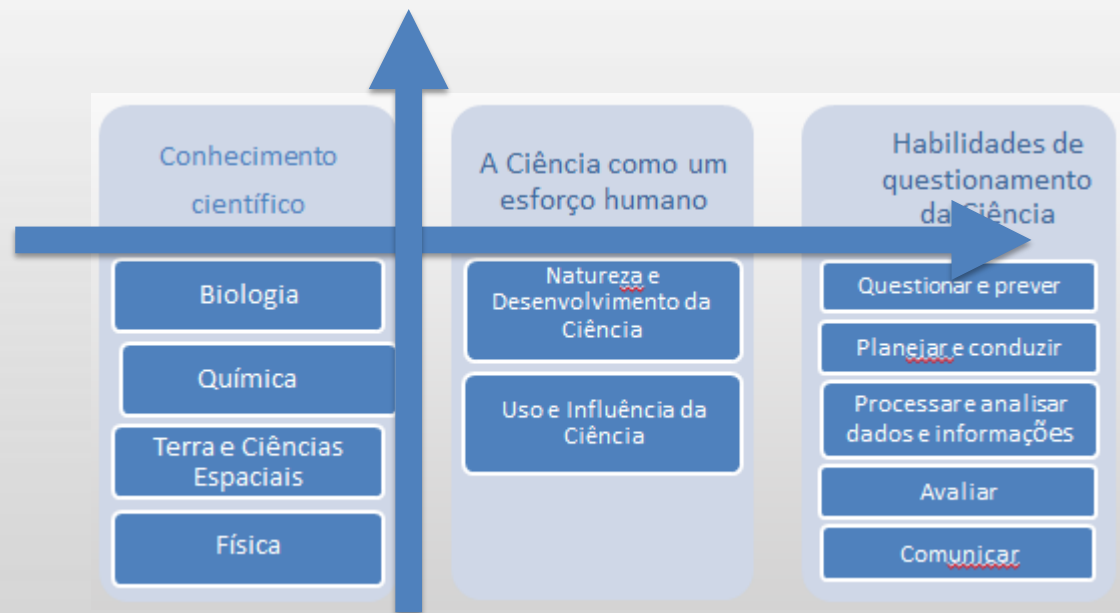 Conhecimento
científico
Biologia
Química
Terra e Ciências
Espaciais
Física
A Ciência como um
esforço humano
Natureza e
Desenvolvimento da
Ciência
Uso e Influência da
Ciência
Habilidades de
questionamento
da Ciência
Questionar e prever
Planejar e conduzir
Processar e analisar
dados e informações
Avaliar
Comunicar